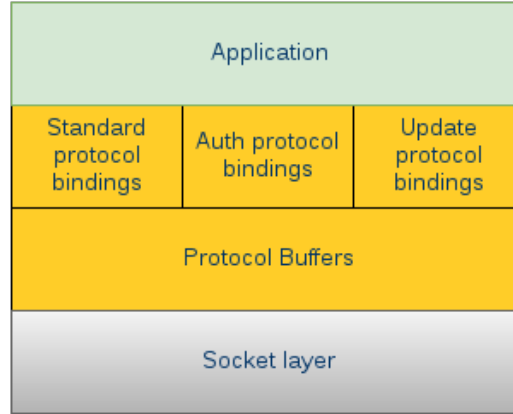 Application
Standard
protocol
bindings
Auth protocol
bindings
Update
protocol
bindings
Protocol Buffers
Socket layer